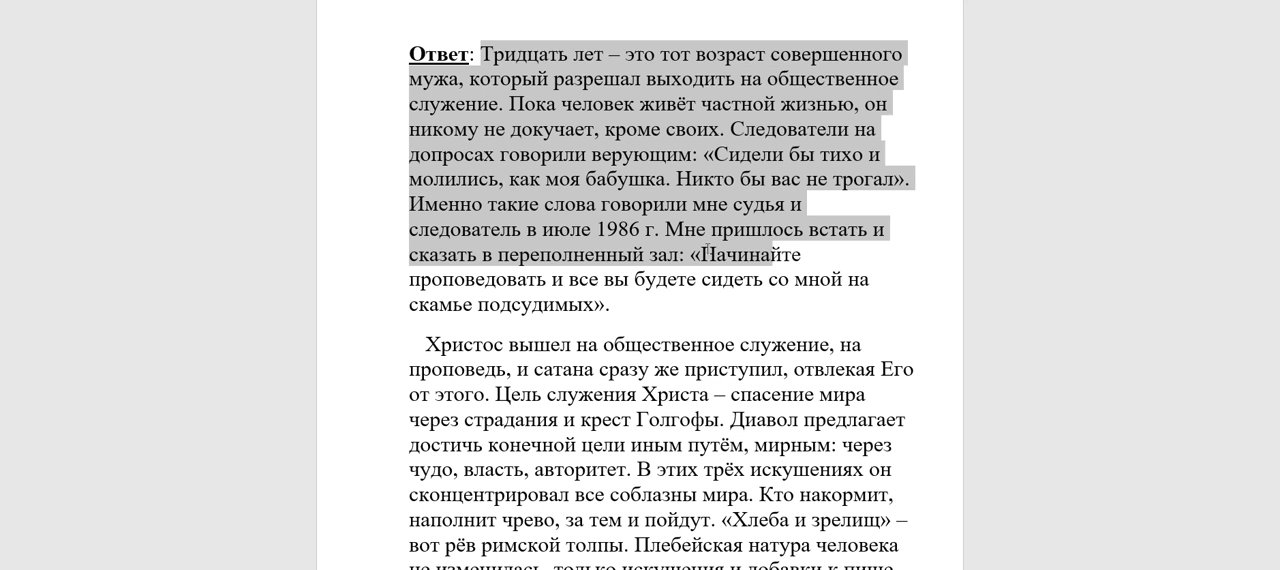 Ответ: Тридцать лет – это тот возраст совершенного
мужа, который разрешал выходить на общественное
служение. Пока человек живёт частной жизнью, он
никому не докучает, кроме своих. Следователи на
допросах говорили верующим: «Сидели бы тихо и
молились, как моя бабушка. Никто бы вас не трогал».
Именно такие слова говорили мне судья и
следователь в июле 1986 г. Мне пришлось встать и
сказать в переполненный зал: «Начинайте
проповедовать и все вы будете сидеть со мной на
скамье подсудимых».
Христос вышел на общественное служение, на
проповедь, и сатана сразу же приступил, отвлекая Его
от этого. Цель служения Христа – спасение мира
через страдания и крест Голгофы. Диавол предлагает
достичь конечной цели иным путём, мирным: через
чудо, власть, авторитет. В этих трёх искушениях он
сконцентрировал все соблазны мира. Кто накормит,
наполнит чрево, за тем и пойдут. «Хлеба и зрелищ» –
вот рёв римской толпы. Плебейская натура человека
не изменилась, только искушения и добавки к пище